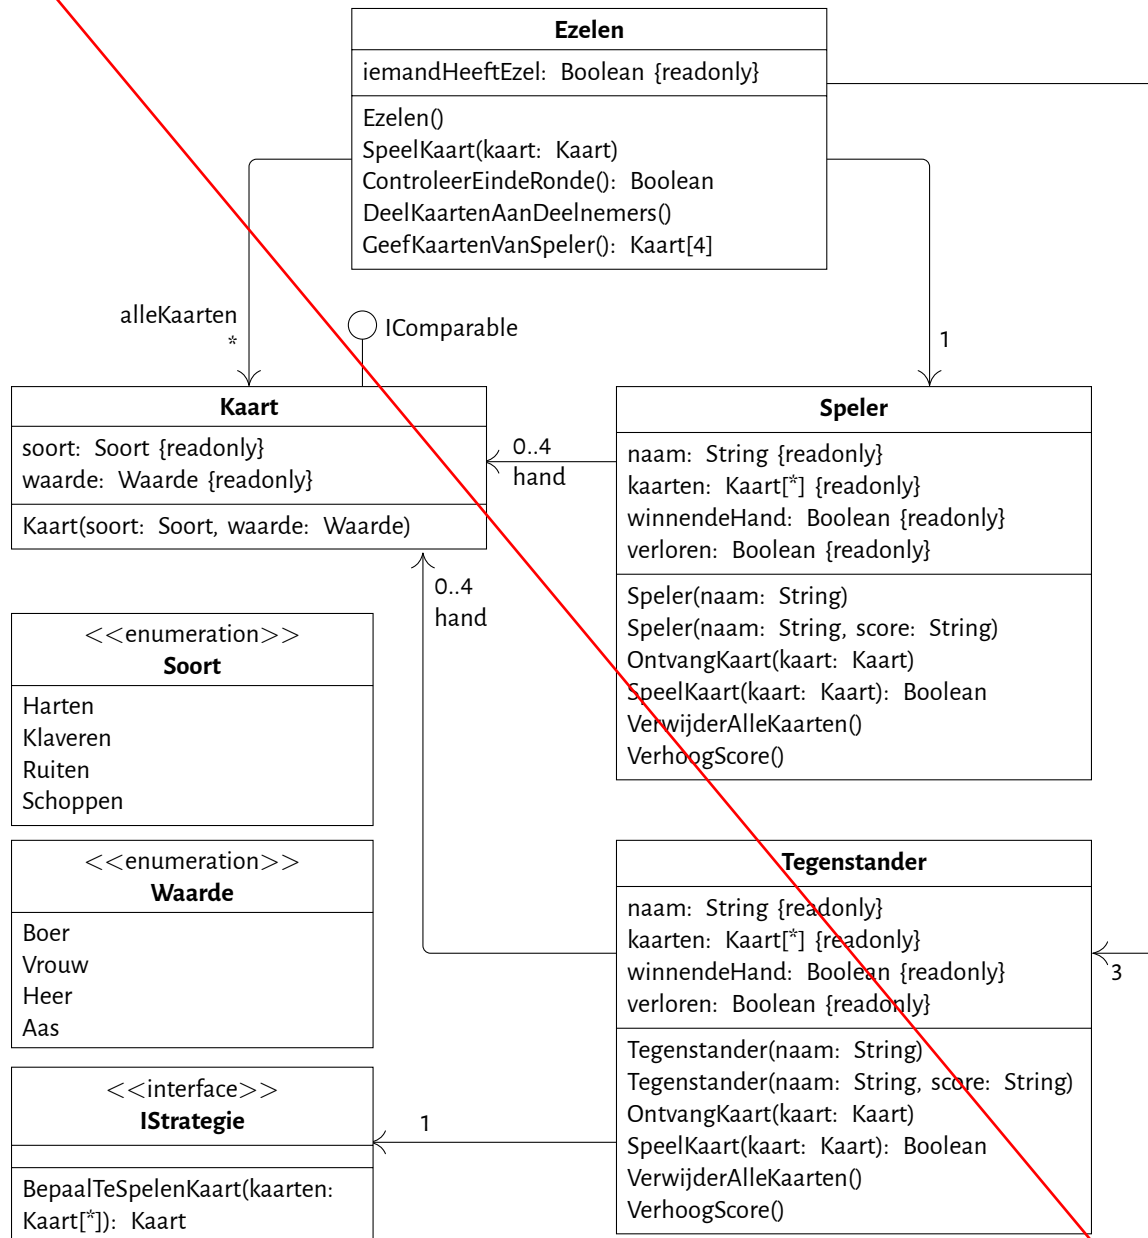 Ezelen
iemandHeeftEzel: Boolean {readonly}
Ezelen()
SpeelKaart(kaart: Kaart)
ControleerEindeRonde(): Boolean
DeelKaartenAanDeelnemers()
GeefKaartenVanSpeler(): Kaart[4]
alleKaarten
*
IComparable
1
Kaart
soort: Soort {readonly}
waarde: Waarde {readonly}
Kaart(soort: Soort, waarde: Waarde)
0..4
hand
Speler
naam: String {readonly}
kaarten: Kaart[*] {readonly}
winnendeHand: Boolean {readonly}
verloren: Boolean {readonly}
Speler(naam: String)
Speler(naam: String, score: String)
OntvangKaart(kaart: Kaart)
SpeelKaart(kaart: Kaart): Boolean
VerwijderAlleKaarten()
VerhoogScore()
0..4
hand
<<enumeration>>
Soort
Harten
Klaveren
Ruiten
Schoppen
<<enumeration>>
Waarde
Boer
Vrouw
Heer
Aas
Tegenstander
naam: String {readonly}
kaarten: Kaart[*] {readonly}
winnendeHand: Boolean {readonly}
verloren: Boolean {readonly}
Tegenstander(naam: String)
Tegenstander(naam: String, score: String)
OntvangKaart(kaart: Kaart)
SpeelKaart(kaart: Kaart): Boolean
VerwijderAlleKaarten()
VerhoogScore()
3
<<interface>>
IStrategie
1
BepaalTeSpelenKaart(kaarten:
Kaart[*]): Kaart